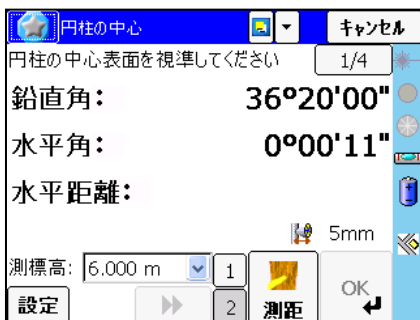 円柱の中心 キャンセル
円柱の中心表面を視準してください 1/4
鉛直角: 36°20'00"
水平角: 0°00'11"
水平距離:
5mm
測標高: 6.000 m 1
設定 2 測距 OK